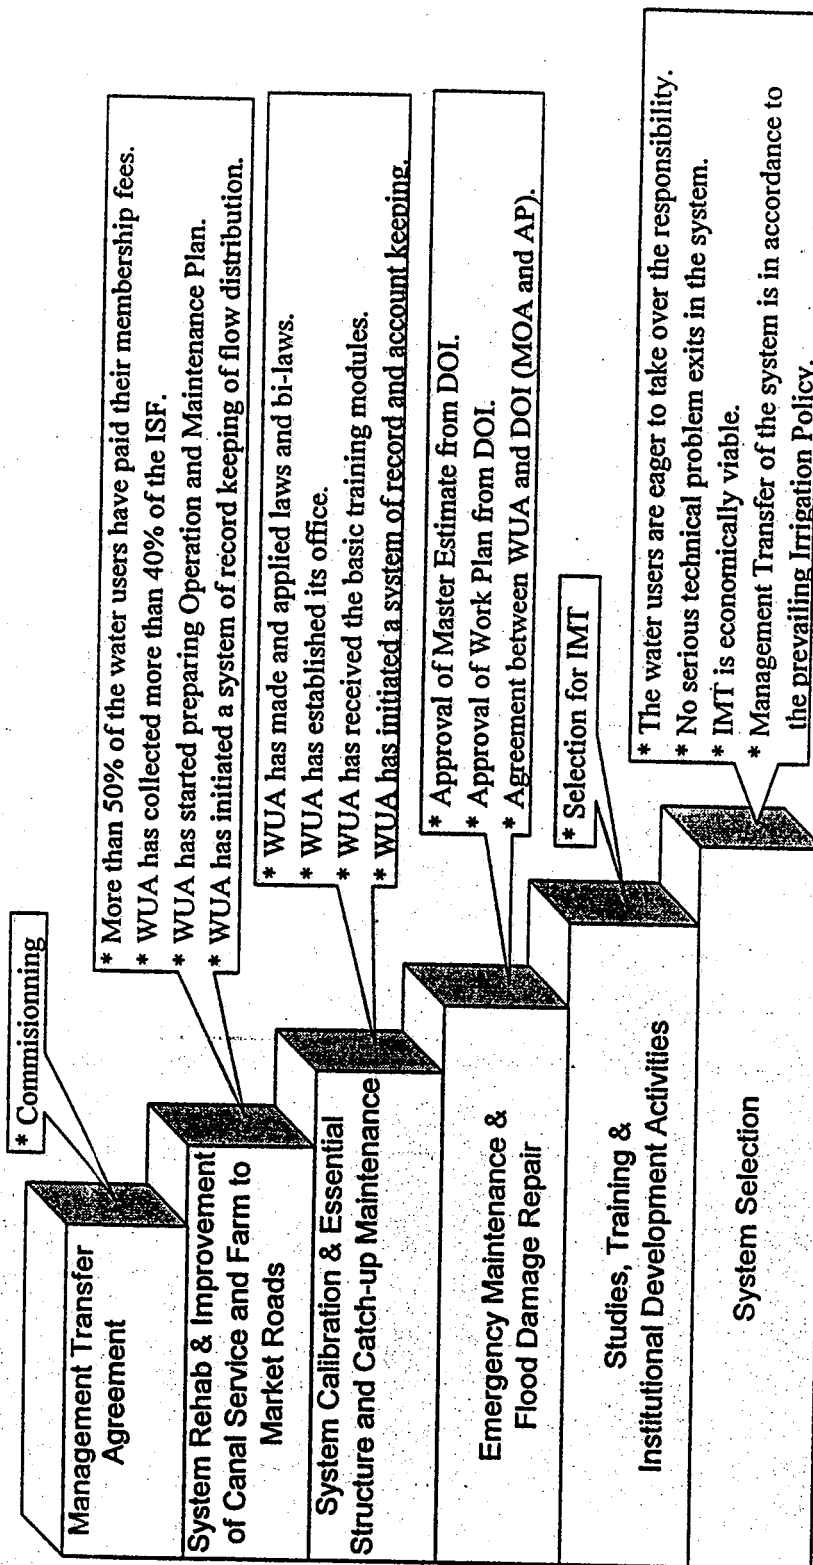 * Commisionning
Management Transfer
Agreement
* More than 50% of the water users have paid their membership fees.
* WUA has collected more than 40% of the ISF.
* WUA has started preparing Operation and Maintenance Plan.
* WUA has initiated a system of record keeping of flow distribution.
System Rehab & Improvement
of Canal Service and Farm to
Market Roads
* WUA has made and applied laws and bi-laws.
* WUA has established its office.
* WUA has received the basic training modules.
* WUA has initiated a system of record and account keeping.
System Calibration & Essential
Structure and Catch-up Maintenance
* Approval of Master Estimate from DOI.
* Approval of Work Plan from DOI.
* Agreement between WUA and DOI (MOA and AP).
Emergency Maintenance &
Flood Damage Repair
* Selection for IMT
Studies, Training &
Institutional Development Activities
* The water users are eager to take over the responsibility.
* No serious technical problem exits in the system.
* IMT is economically viable.
* Management Transfer of the system is in accordance to
the prevailing Irrigation Policy.
System Selection